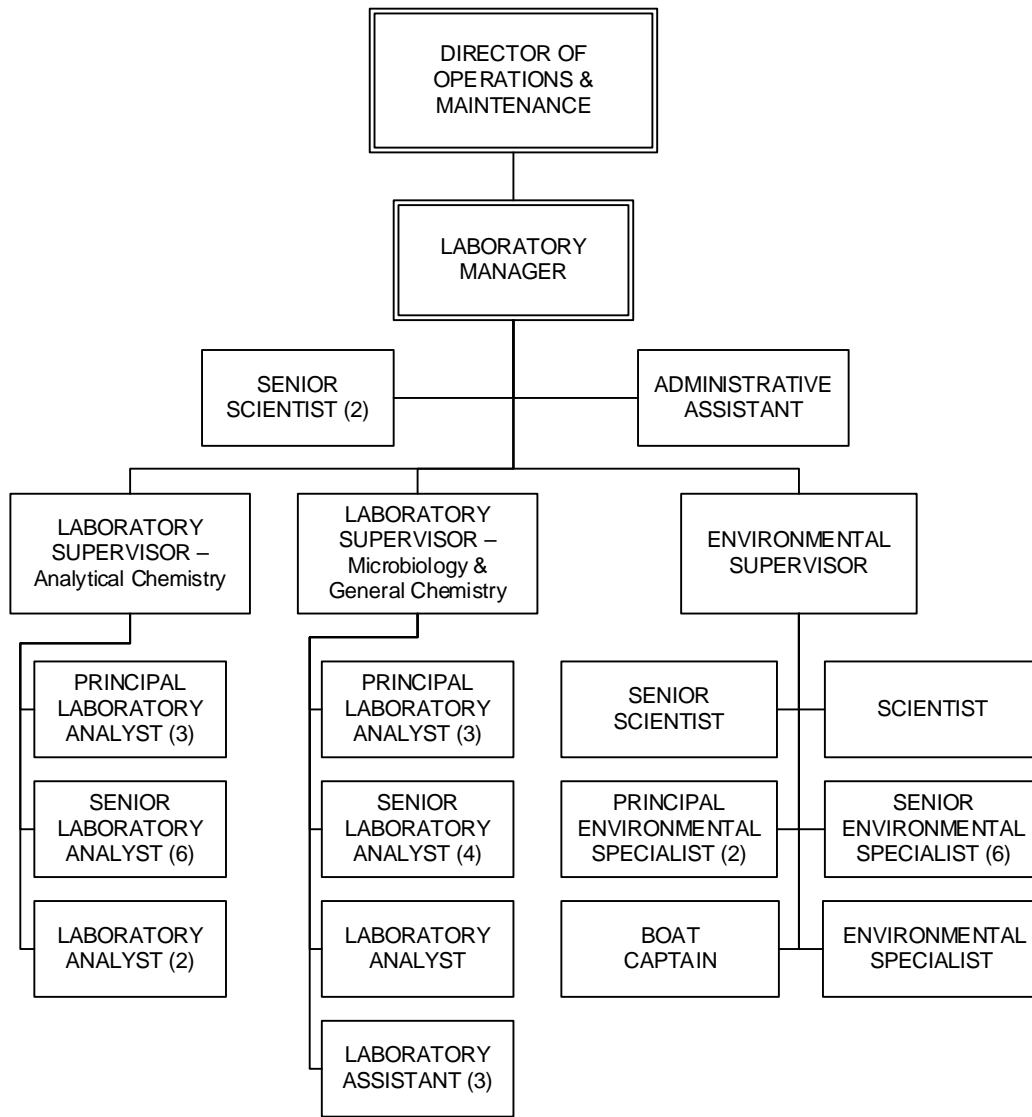 DIRECTOR OF
OPERATIONS &
MAINTENANCE
LABORATORY
MANAGER
SENIOR
SCIENTIST (2)
ADMINISTRATIVE
ASSISTANT
LABORATORY
SUPERVISOR –
Analytical Chemistry
LABORATORY
SUPERVISOR –
Microbiology &
General Chemistry
ENVIRONMENTAL
SUPERVISOR
PRINCIPAL
LABORATORY
ANALYST (3)
SENIOR
LABORATORY
ANALYST (6)
LABORATORY
ANALYST (2)
PRINCIPAL
LABORATORY
ANALYST (3)
SENIOR
LABORATORY
ANALYST (4)
LABORATORY
ANALYST
LABORATORY
ASSISTANT (3)
SENIOR
SCIENTIST
SCIENTIST
PRINCIPAL
ENVIRONMENTAL
SPECIALIST (2)
SENIOR
ENVIRONMENTAL
SPECIALIST (6)
BOAT
CAPTAIN
ENVIRONMENTAL
SPECIALIST